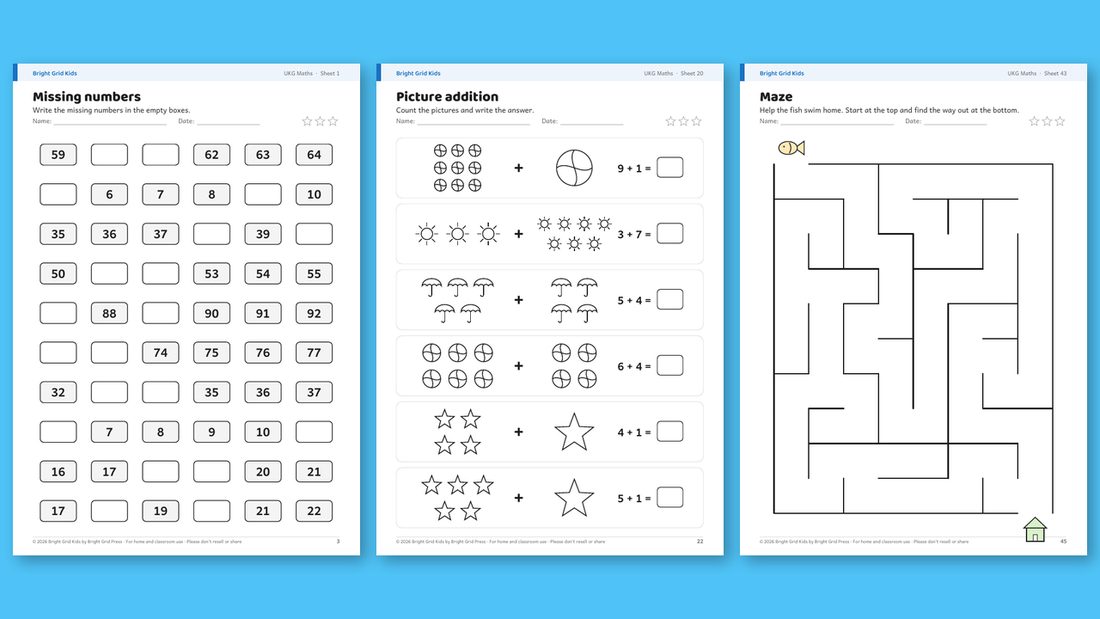 Bright Grid Kids UKG Maths · Sheet 1
Missing numbers
Write the missing numbers in the empty boxes.
Name: Date:
59 62 63 64
6 7 8 10
35 36 37 39
50 53 54 55
88 90 91 92
74 75 76 77
32 35 36 37
7 8 9 10
16 17 20 21
17 19 21 22
© 2026 Bright Grid Kids by Bright Grid Press · For home and classroom use · Please don't resell or share 3
Bright Grid Kids UKG Maths · Sheet 20
Picture addition
Count the pictures and write the answer.
Name: Date:
+ 9 + 1 =
+ 3 + 7 =
+ 5 + 4 =
+ 6 + 4 =
+ 4 + 1 =
+ 5 + 1 =
© 2026 Bright Grid Kids by Bright Grid Press · For home and classroom use · Please don't resell or share 22
Bright Grid Kids UKG Maths · Sheet 43
Maze
Help the fish swim home. Start at the top and find the way out at the bottom.
Name: Date:
© 2026 Bright Grid Kids by Bright Grid Press · For home and classroom use · Please don't resell or share 45